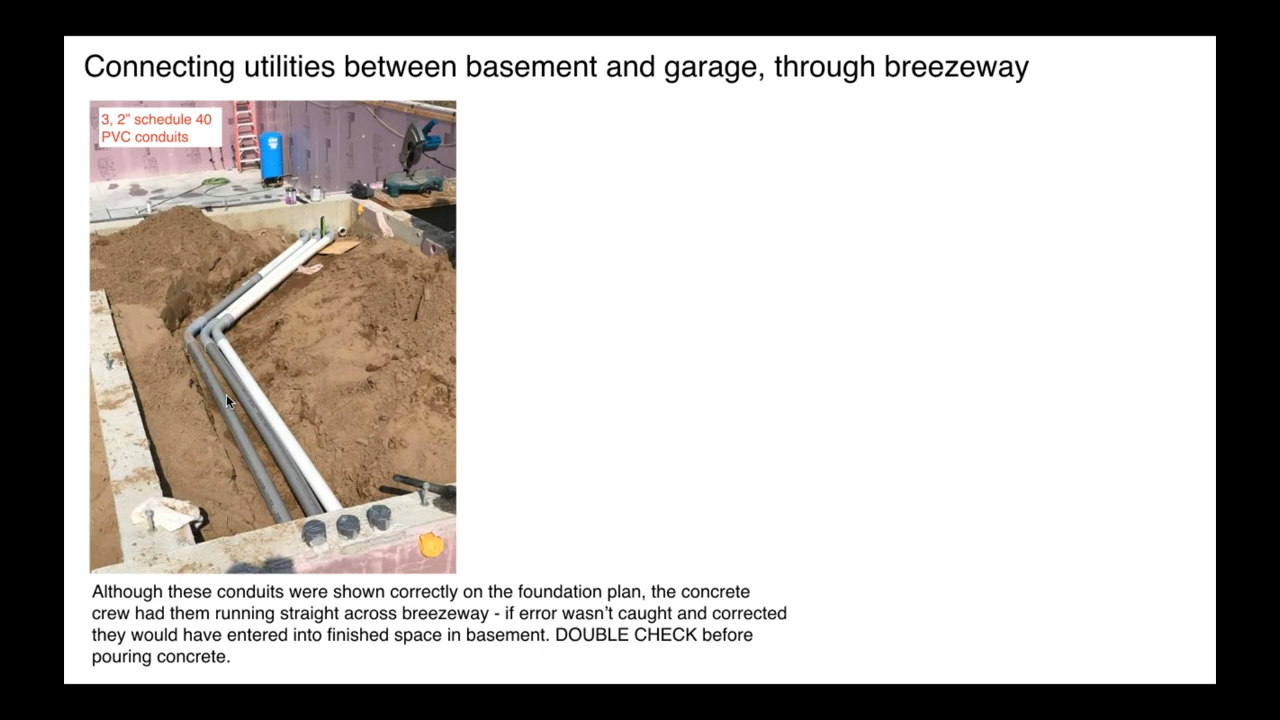 Connecting utilities between basement and garage, through breezeway
3, 2” schedule 40
PVC conduits
Although these conduits were shown correctly on the foundation plan, the concrete
crew had them running straight across breezeway - if error wasn’t caught and corrected
they would have entered into finished space in basement. DOUBLE CHECK before
pouring concrete.